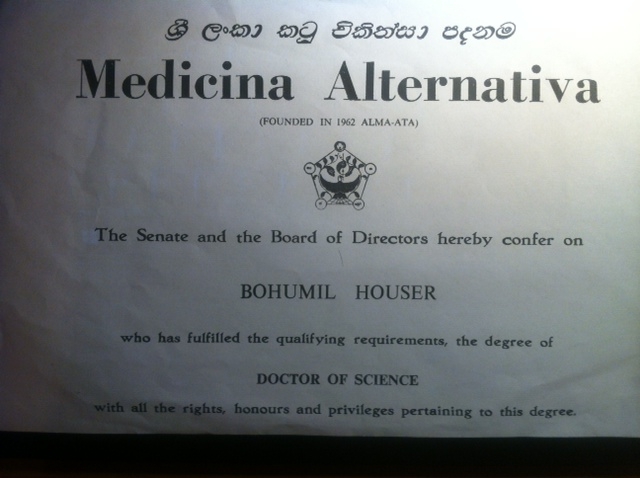 ශ්‍රී ලංකා කටු චිකිත්සා පදනම
Medicina Alternativa
(FOUNDED IN 1962 ALMA-ATA)
The Senate and the Board of Directors hereby confer on
BOHUMIL HOUSER
who has fulfilled the qualifying requirements, the degree of
DOCTOR OF SCIENCE
with all the rights, honours and privileges pertaining to this degree.